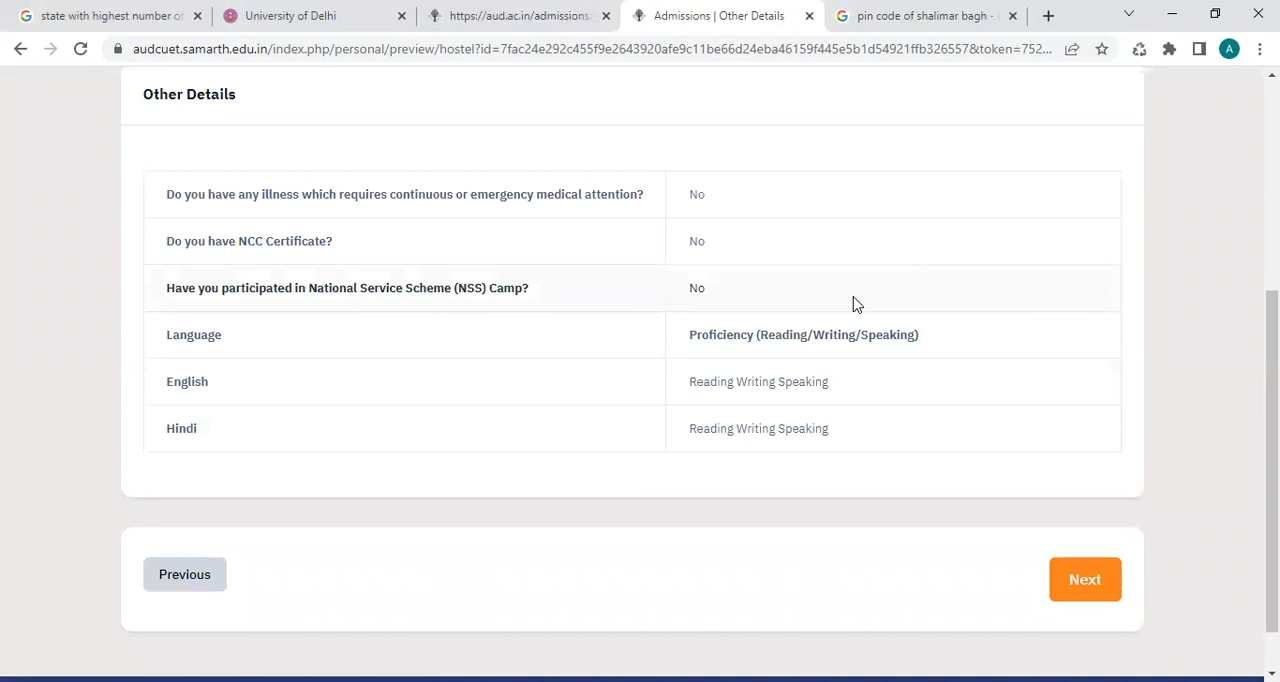 state with highest number of
University of Delhi
https://aud.ac.in/admissions.
Admissions | Other Details
pin code of shalimar bagh -
audcuet.samarth.edu.in/index.php/personal/preview/hostel?id=7fac24e292c455f9e2643920afe9c11be66d24eba46159f445e5b1d54921ffb326557&token=752...
A
Other Details
Do you have any illness which requires continuous or emergency medical attention? No
Do you have NCC Certificate? No
Have you participated in National Service Scheme (NSS) Camp? No
Language Proficiency (Reading/Writing/Speaking)
English Reading Writing Speaking
Hindi Reading Writing Speaking
Previous
Next